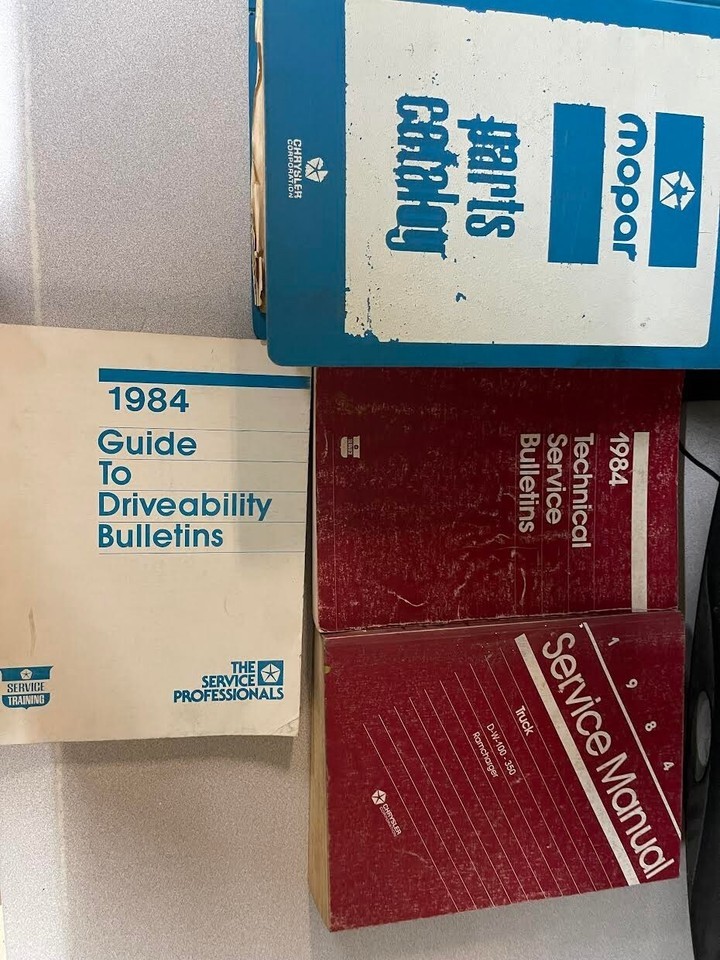 mopar
parts
catalog
CHRYSLER
CORPORATION
1984
Guide
To
Driveability
Bulletins
SERVICE
TRAINING
THE
SERVICE
PROFESSIONALS
1984
Technical
Service
Bulletins
1984
Service Manual
Truck
D-W-100-350
Ramcharger
CHRYSLER
CORPORATION